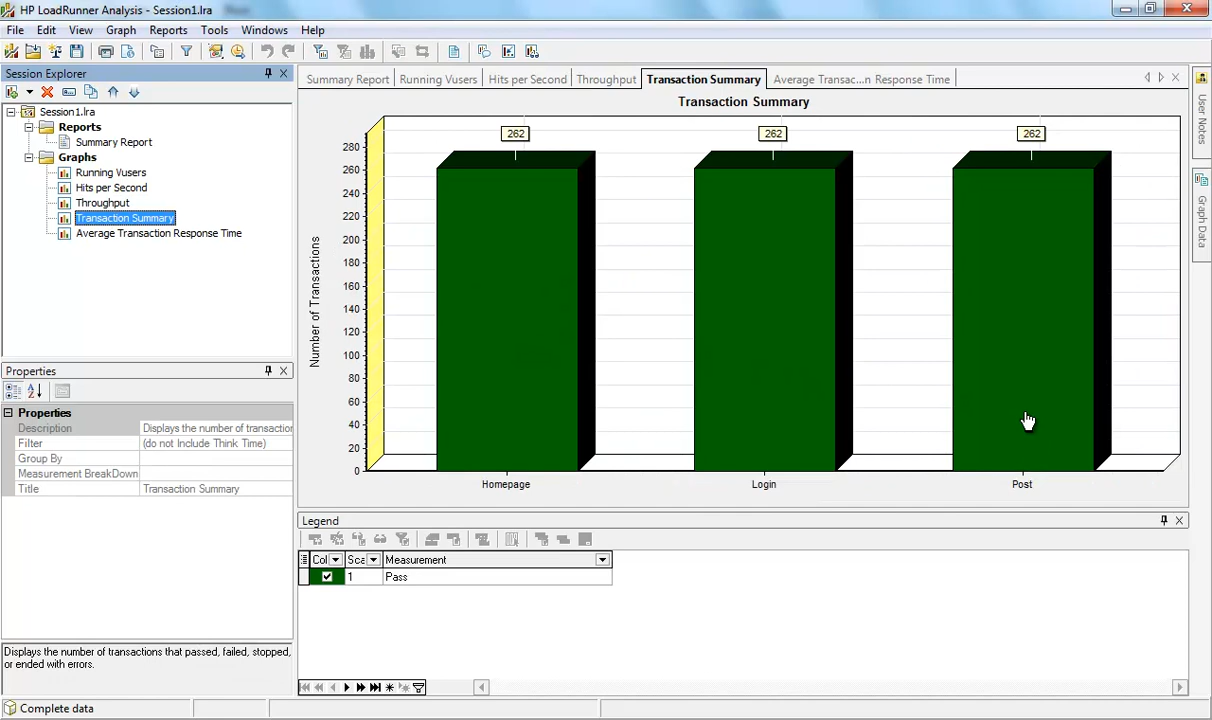 HP LoadRunner Analysis - Session1.lra
File Edit View Graph Reports Tools Windows Help
Session Explorer
Session1.lra
Reports
Summary Report
Graphs
Running Vusers
Hits per Second
Throughput
Transaction Summary
Average Transaction Response Time
Properties
Properties
Description Displays the number of transaction
Filter (do not Include Think Time)
Group By
Measurement BreakDown
Title Transaction Summary
Displays the number of transactions that passed, failed, stopped,
or ended with errors.
Summary Report Running Vusers Hits per Second Throughput Transaction Summary Average Transac...n Response Time
Transaction Summary
Number of Transactions
280
260
240
220
200
180
160
140
120
100
80
60
40
20
0
262 262 262
Homepage Login Post
Legend
Col Sca Measurement
1 Pass
User Notes
Graph Data
Complete data